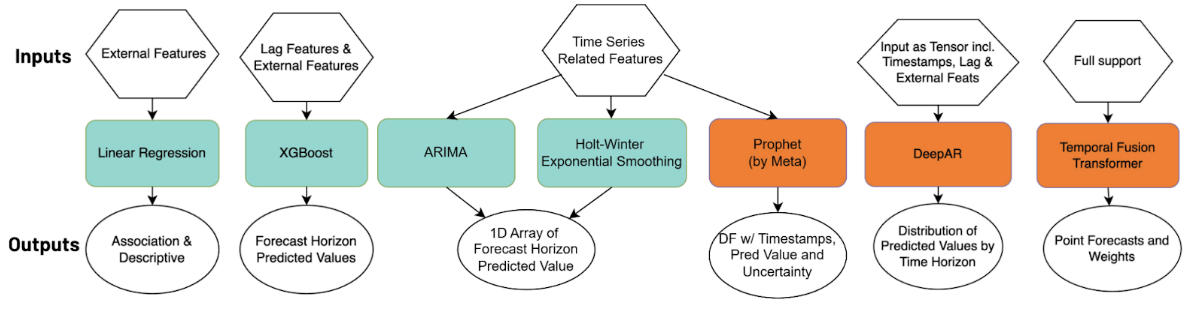 Inputs
External Features
Lag Features &
External Features
Time Series
Related Features
Input as Tensor incl.
Timestamps, Lag &
External Feats
Full support
Linear Regression
XGBoost
ARIMA
Holt-Winter
Exponential Smoothing
Prophet
(by Meta)
DeepAR
Temporal Fusion
Transformer
Outputs
Association &
Descriptive
Forecast Horizon
Predicted Values
1D Array of
Forecast Horizon
Predicted Value
DF w/ Timestamps,
Pred Value and
Uncertainty
Distribution of
Predicted Values by
Time Horizon
Point Forecasts and
Weights